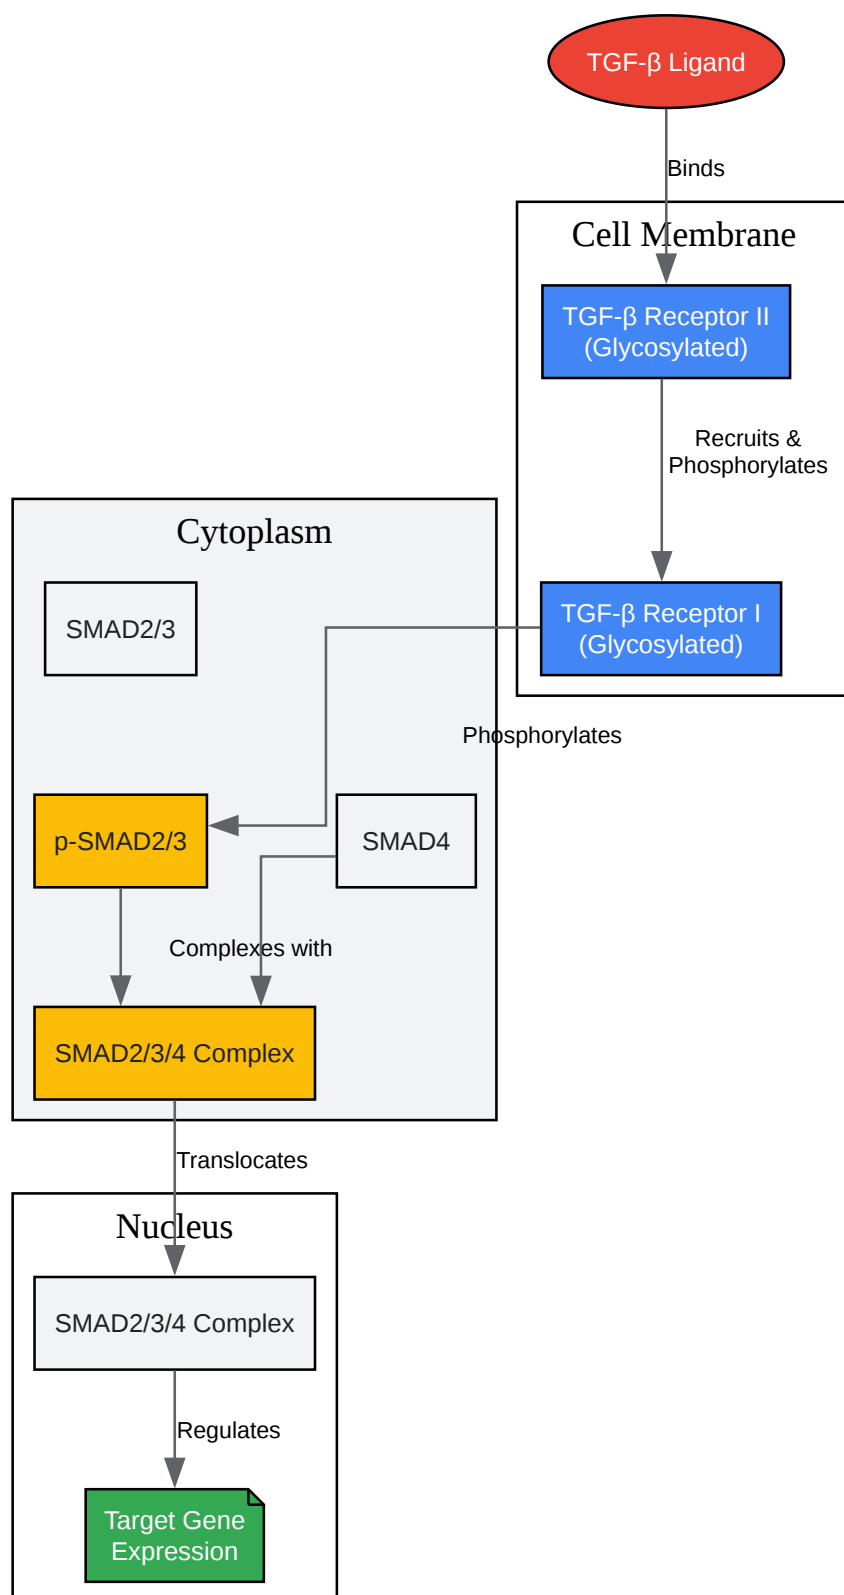 TGF-β Ligand
Binds
Cell Membrane
TGF-β Receptor II
(Glycosylated)
Recruits &
Phosphorylates
Cytoplasm
SMAD2/3
TGF-β Receptor I
(Glycosylated)
Phosphorylates
p-SMAD2/3
SMAD4
Complexes with
SMAD2/3/4 Complex
Translocates
Nucleus
SMAD2/3/4 Complex
Regulates
Target Gene
Expression